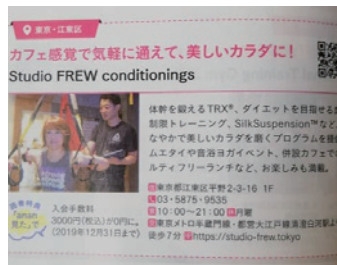 東京・江東区
カフェ感覚で気軽に通えて、美しいカラダに!
Studio FREW conditionings
体幹を鍛えるTRX®、ダイエットを目指せる
制限トレーニング、SilkSuspension™など、
なやかで美しいカラダを磨くプログラムを
ムエタイや音浴ヨガイベント、併設カフェで
ルティフリーランチなど、お楽しみも満載。
読者特典
「anan
見た」で
入会手数料
3000円(税込)が0円に。
(2019年12月31日まで)
東京都江東区平野2-3-16 1F
03・5875・9535
10:00〜21:00 月曜
東京メトロ半蔵門線・都営大江戸線清澄白河駅よ
徒歩7分 https://studio-frew.tokyo